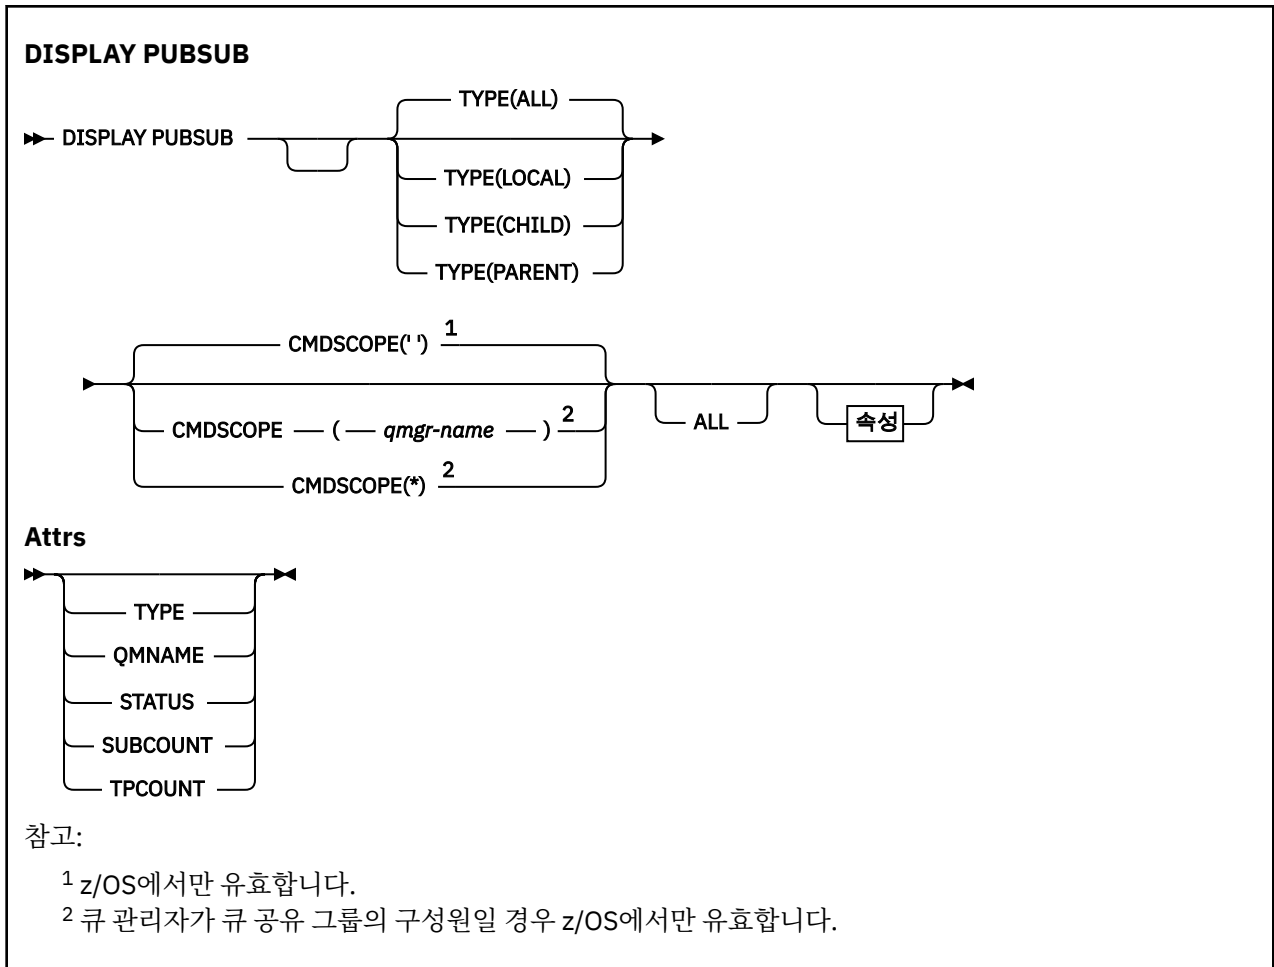 DISPLAY PUBSUB
TYPE(ALL)
DISPLAY PUBSUB
TYPE(LOCAL)
TYPE(CHILD)
TYPE(PARENT)
CMDSCOPE(' ') 1
CMDSCOPE ( qmgr-name ) 2
ALL
속성
CMDSCOPE(*) 2
Attrs
TYPE
QMNAME
STATUS
SUBCOUNT
TPCOUNT
참고:
1 z/OS에서만 유효합니다.
2 큐 관리자가 큐 공유 그룹의 구성원일 경우 z/OS에서만 유효합니다.